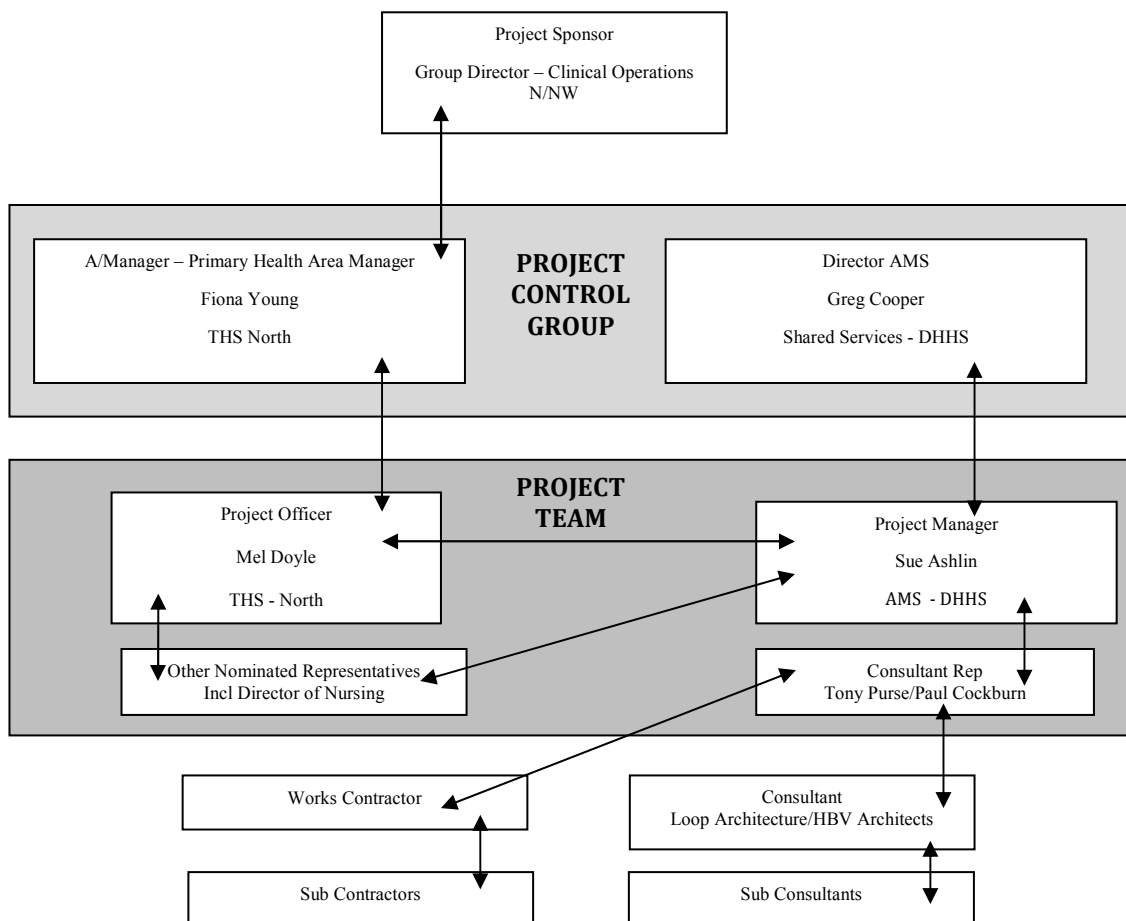 Project Sponsor
Group Director – Clinical Operations
N/NW
A/Manager – Primary Health Area Manager
Fiona Young
THS North
PROJECT
CONTROL
GROUP
Director AMS
Greg Cooper
Shared Services - DHHS
PROJECT
TEAM
Project Officer
Mel Doyle
THS - North
Project Manager
Sue Ashlin
AMS - DHHS
Other Nominated Representatives
Incl Director of Nursing
Consultant Rep
Tony Purse/Paul Cockburn
Works Contractor
Consultant
Loop Architecture/HBV Architects
Sub Contractors
Sub Consultants